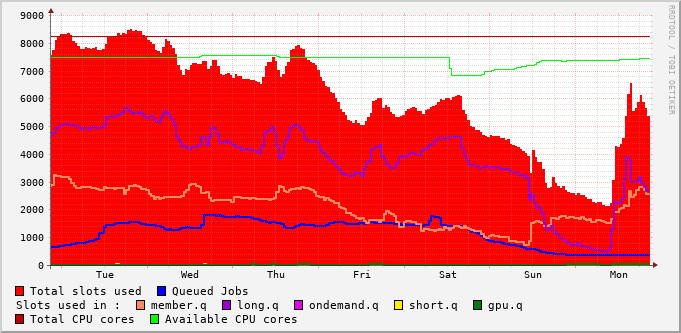 9000
8000
7000
6000
5000
4000
3000
2000
1000
0
Tue Wed Thu Fri Sat Sun Mon
Total slots used Queued Jobs
Slots used in : member.q long.q ondemand.q short.q gpu.q
Total CPU cores Available CPU cores
RRDTOOL / TOBI OETIKER